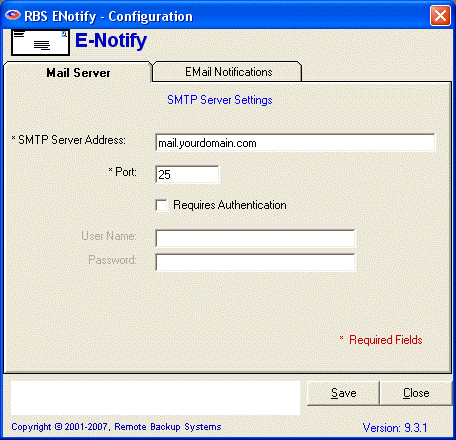 RBS ENotify - Configuration
E-Notify
Mail Server
EMail Notifications
SMTP Server Settings
* SMTP Server Address:
mail.yourdomain.com
* Port:
25
Requires Authentication
User Name:
Password:
* Required Fields
Save
Close
Copyright © 2001-2007, Remote Backup Systems
Version: 9.3.1